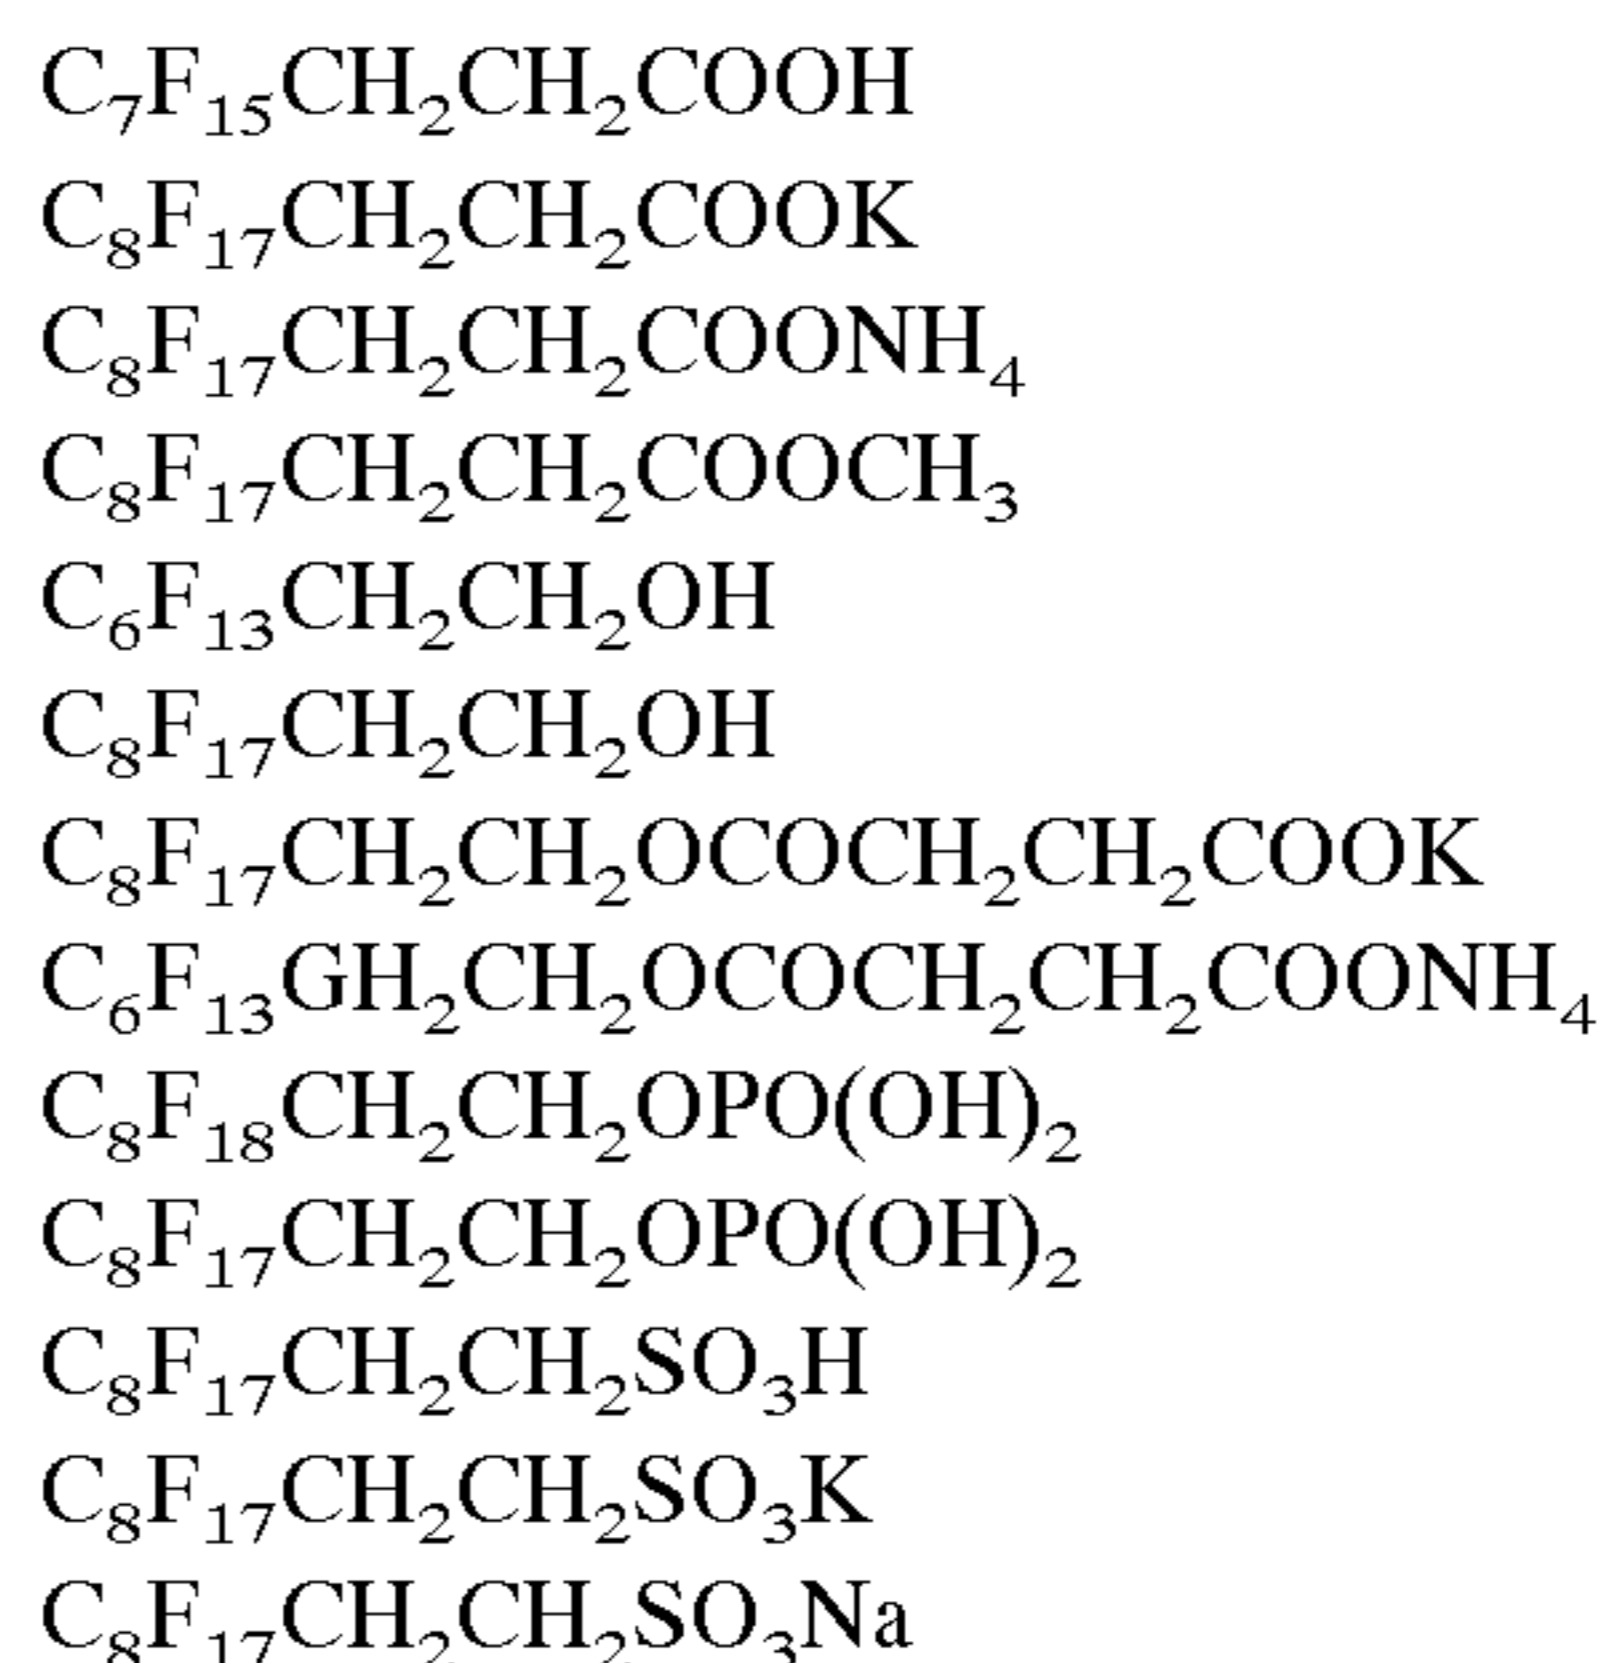 C₇F₁₅CH₂CH₂COOH
C₈F₁₇CH₂CH₂COOK
C₈F₁₇CH₂CH₂COONH₄
C₈F₁₇CH₂CH₂COOCH₃
C₆F₁₃CH₂CH₂OH
C₈F₁₇CH₂CH₂OH
C₈F₁₇CH₂CH₂OCOCH₂CH₂COOK
C₆F₁₃GH₂CH₂OCOCH₂CH₂COONH₄
C₈F₁₈CH₂CH₂OPO(OH)₂
C₈F₁₇CH₂CH₂OPO(OH)₂
C₈F₁₇CH₂CH₂SO₃H
C₈F₁₇CH₂CH₂SO₃K
C₈F₁₇CH₂CH₂SO₃Na